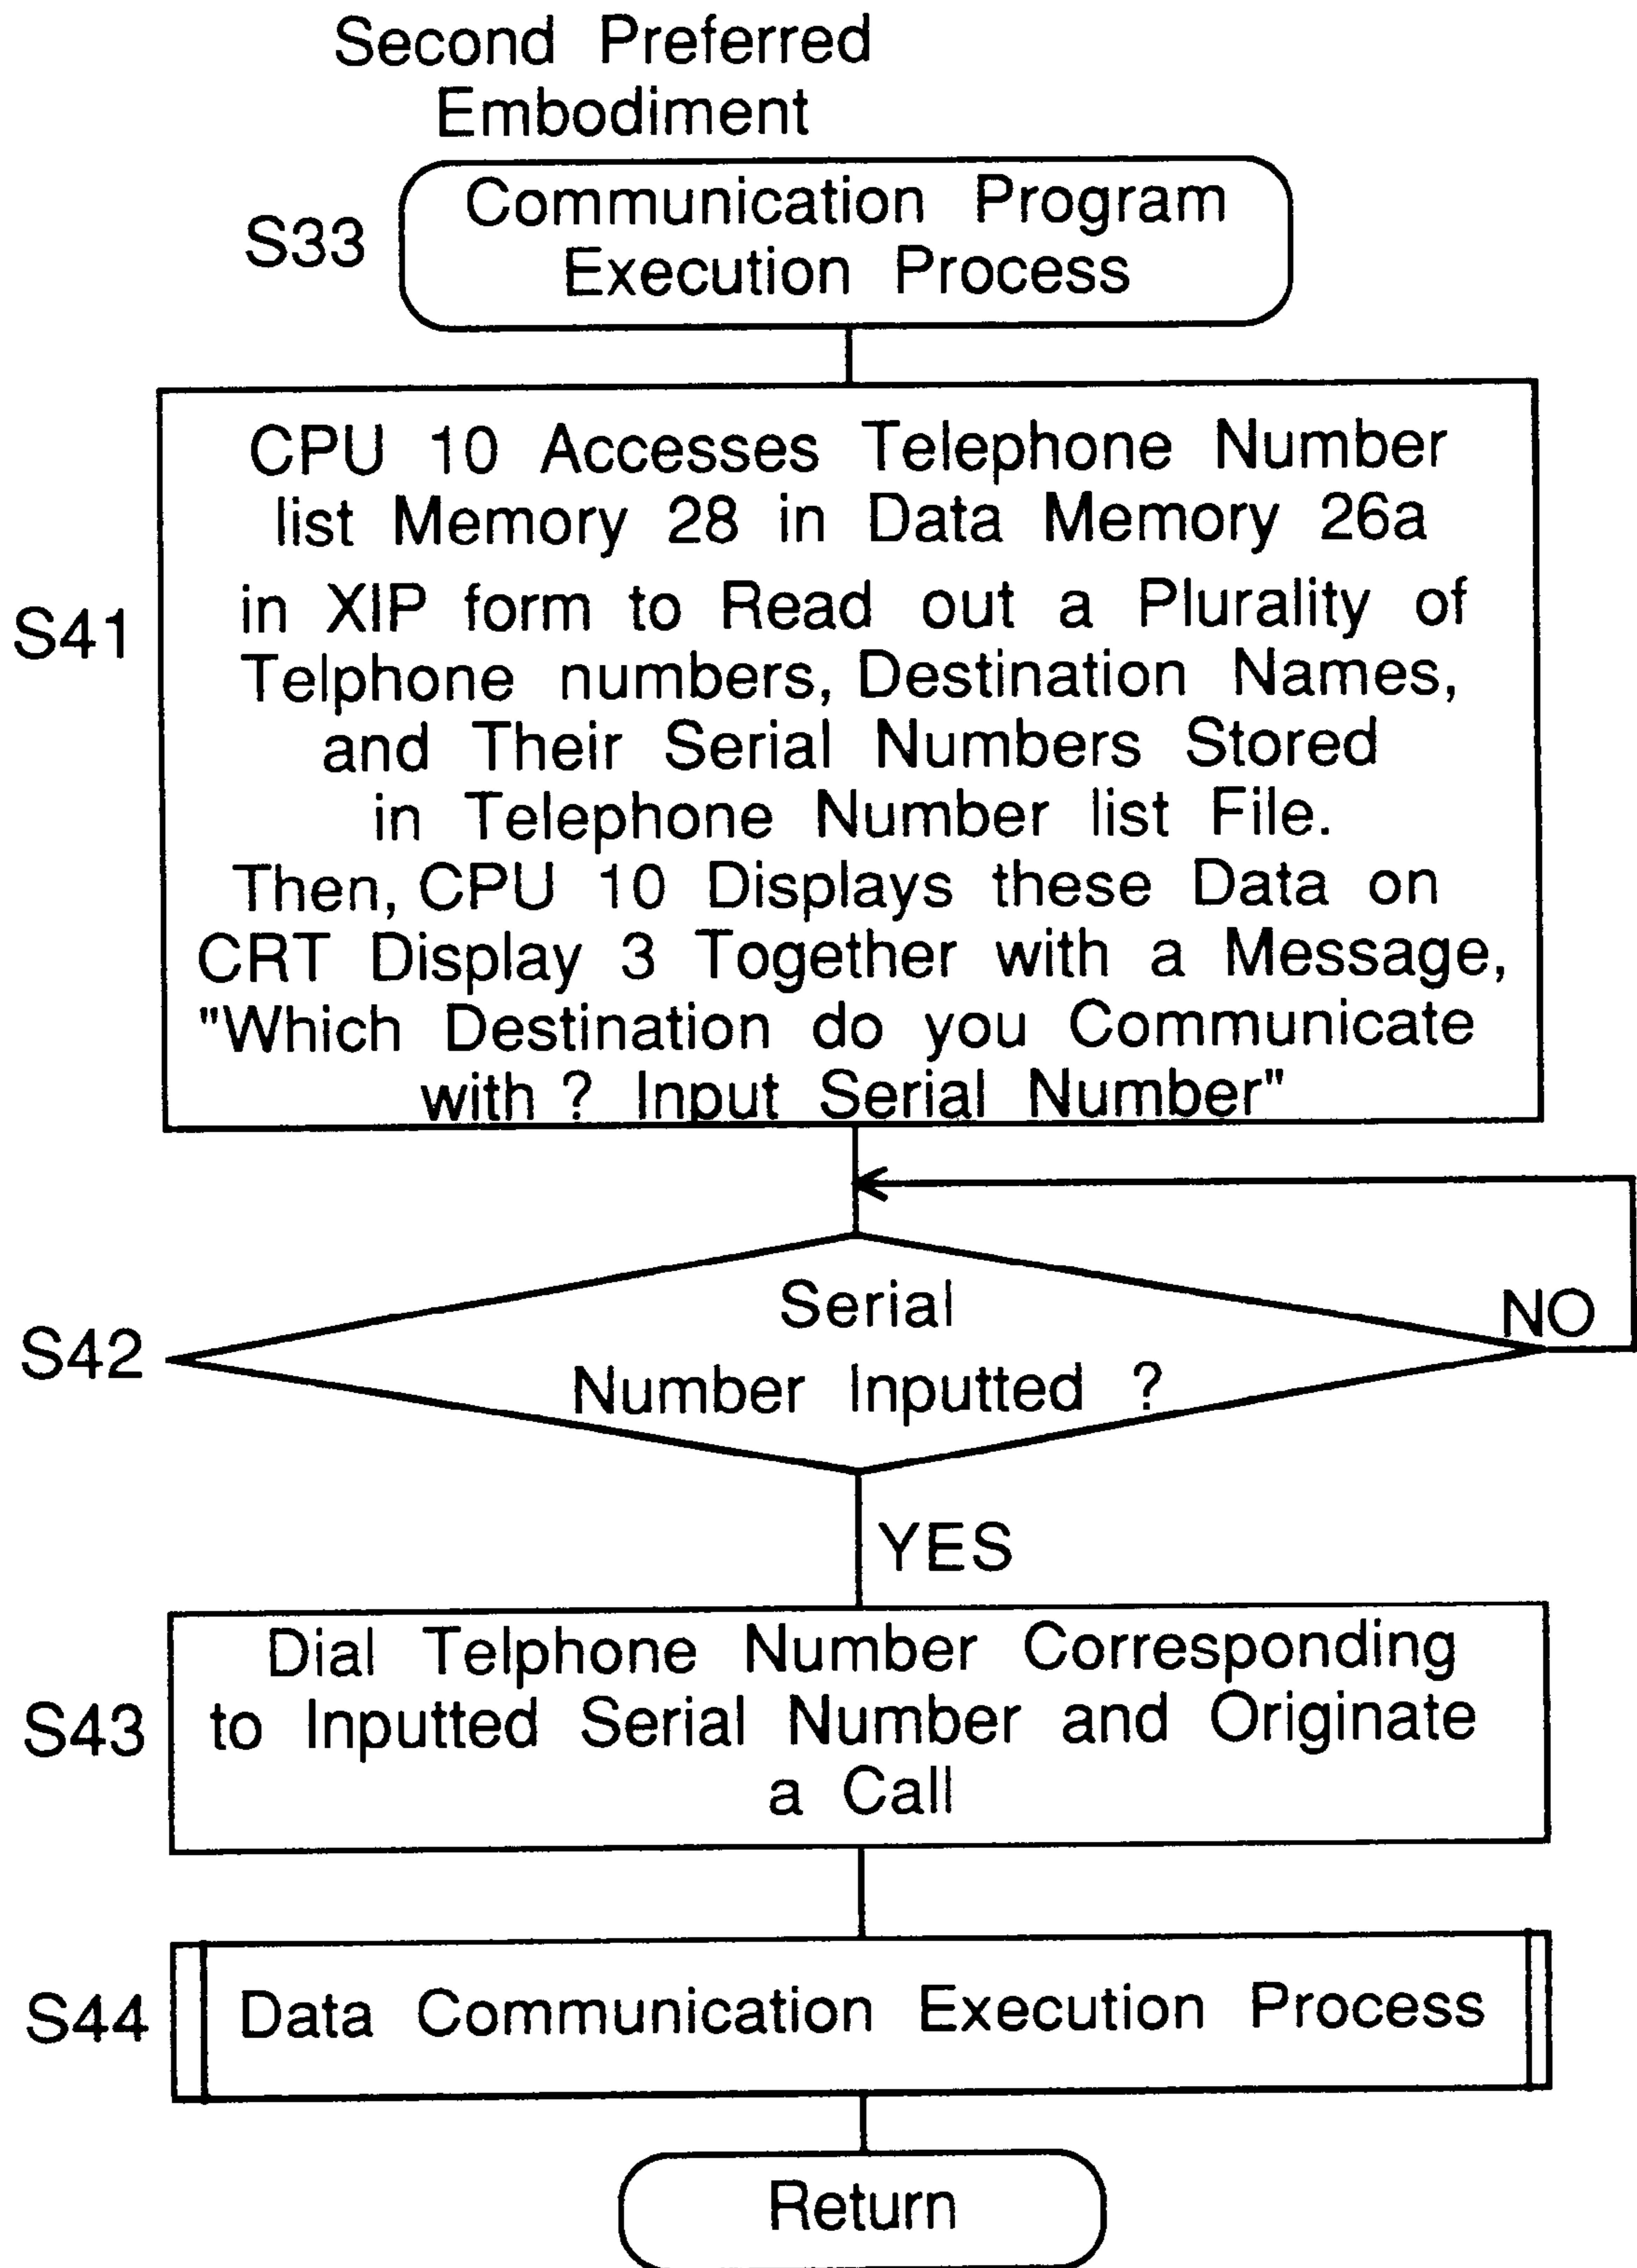 Second Preferred
Embodiment
S33
Communication Program
Execution Process
S41
CPU 10 Accesses Telephone Number
list Memory 28 in Data Memory 26a
in XIP form to Read out a Plurality of
Telphone numbers, Destination Names,
and Their Serial Numbers Stored
in Telephone Number list File.
Then, CPU 10 Displays these Data on
CRT Display 3 Together with a Message,
"Which Destination do you Communicate
with ? Input Serial Number"
S42
Serial
Number Inputted ?
NO
YES
S43
Dial Telphone Number Corresponding
to Inputted Serial Number and Originate
a Call
S44
Data Communication Execution Process
Return